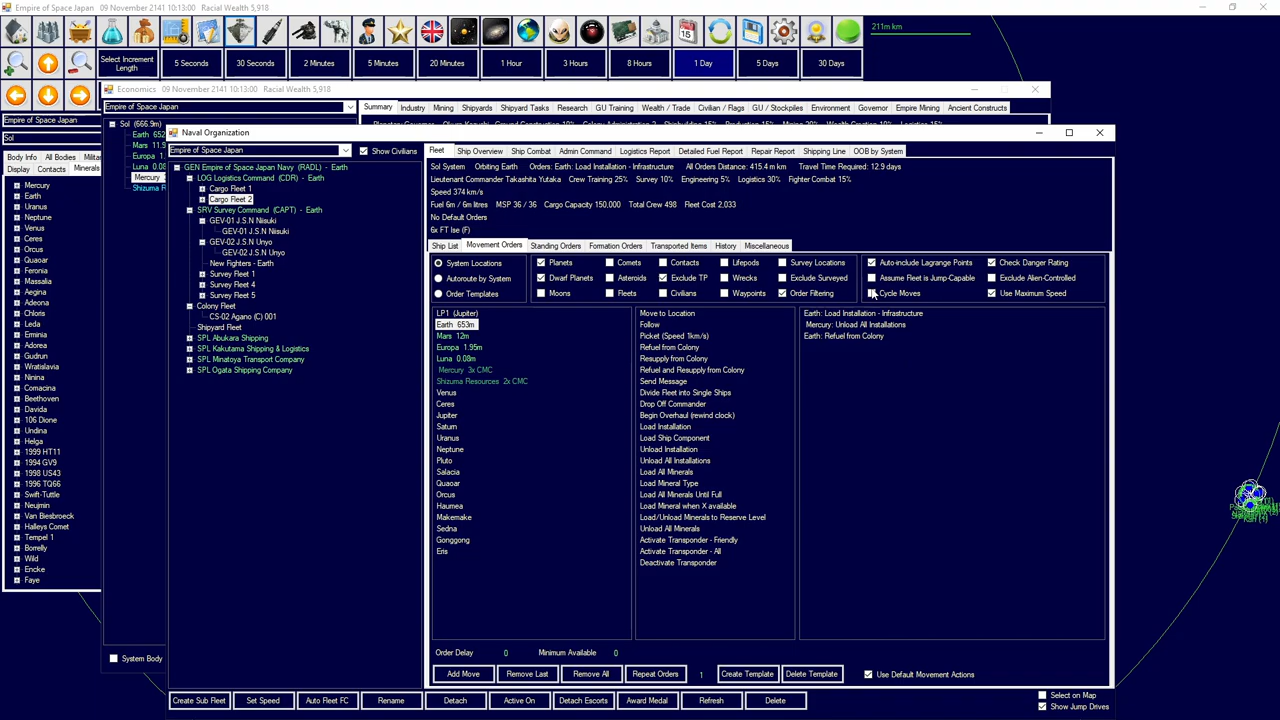 Empire of Space Japan 09 November 2141 10:13:00 Racial Wealth 5,918
211m km
Select Increment Length
5 Seconds
30 Seconds
2 Minutes
5 Minutes
20 Minutes
1 Hour
3 Hours
8 Hours
1 Day
5 Days
30 Days
Economics 09 November 2141 10:13:00 Racial Wealth 5,918
Empire of Space Japan
Summary Industry Mining Shipyards Shipyard Tasks Research GU Training Wealth / Trade Civilian / Flags GU / Stockpiles Environment Governor Empire Mining Ancient Constructs
Empire of Space Japan
Sol
Sol (666.9m)
Earth 652
Mars 11.9
Europa 1.
Luna 0.08
Mercury
Shizuma R
System Body
Body Info All Bodies
Display Contacts Minerals
Mercury
Earth
Uranus
Neptune
Venus
Ceres
Orcus
Quaoar
Feronia
Massalia
Aegina
Chloris
Leda
Erminia
Adorea
Gudrun
Wratislavia
Ninina
Comacina
Beethoven
Davida
106 Dione
Undina
Helga
1999 HT11
1994 GV9
1998 US43
1996 TQ66
Swift-Tuttle
Neujmin
Van Biesbroeck
Halleys Comet
Tempel 1
Borrelly
Wild
Encke
Faye
Naval Organization
Empire of Space Japan
Show Civilians
GEN Empire of Space Japan Navy (RADL) - Earth
LOG Logistics Command (CDR) - Earth
Cargo Fleet 1
Cargo Fleet 2
SRV Survey Command (CAPT) - Earth
GEV-01 J.S.N Niisuki
GEV-01 J.S.N Niisuki
GEV-02 J.S.N Unyo
GEV-02 J.S.N Unyo
New Fighters - Earth
Survey Fleet 1
Survey Fleet 4
Survey Fleet 5
Colony Fleet
CS-02 Agano (C) 001
Shipyard Fleet
SPL Abukara Shipping
SPL Kakutama Shipping & Logistics
SPL Minatoya Transport Company
SPL Ogata Shipping Company
Fleet Ship Overview Ship Combat Admin Command Logistics Report Detailed Fuel Report Repair Report Shipping Line OOB by System
Sol System Orbiting Earth Orders: Earth: Load Installation - Infrastructure All Orders Distance: 415.4 m km Travel Time Required: 12.9 days
Lieutenant Commander Takashita Yutaka Crew Training 25% Survey 10% Engineering 5% Logistics 30% Fighter Combat 15%
Speed 374 km/s
Fuel 6m / 6m litres MSP 36 / 36 Cargo Capacity 150,000 Total Crew 498 Fleet Cost 2,033
No Default Orders
6x FT Ise (F)
Ship List Movement Orders Standing Orders Formation Orders Transported Items History Miscellaneous
System Locations Planets Comets Contacts Lifepods Survey Locations Auto-include Lagrange Points Check Danger Rating
Autoroute by System Dwarf Planets Asteroids Exclude TP Wrecks Exclude Surveyed Assume Fleet is Jump-Capable Exclude Alien-Controlled
Order Templates Moons Fleets Civilians Waypoints Order Filtering Cycle Moves Use Maximum Speed
LP1 (Jupiter)
Earth 653m
Mars 12m
Europa 1.95m
Luna 0.08m
Mercury 3x CMC
Shizuma Resources 2x CMC
Venus
Ceres
Jupiter
Saturn
Uranus
Neptune
Pluto
Salacia
Quaoar
Orcus
Haumea
Makemake
Sedna
Gonggong
Eris
Move to Location
Follow
Picket (Speed 1km/s)
Refuel from Colony
Resupply from Colony
Refuel and Resupply from Colony
Send Message
Divide Fleet into Single Ships
Drop Off Commander
Begin Overhaul (rewind clock)
Load Installation
Load Ship Component
Unload Installation
Unload All Installations
Load All Minerals
Load Mineral Type
Load All Minerals Until Full
Load Mineral when X available
Load/Unload Minerals to Reserve Level
Unload All Minerals
Activate Transponder - Friendly
Activate Transponder - All
Deactivate Transponder
Earth: Load Installation - Infrastructure
Mercury: Unload All Installations
Earth: Refuel from Colony
Order Delay 0 Minimum Available 0
Add Move Remove Last Remove All Repeat Orders 1 Create Template Delete Template Use Default Movement Actions
Create Sub Fleet Set Speed Auto Fleet FC Rename Detach Active On Detach Escorts Award Medal Refresh Delete
Select on Map
Show Jump Drives